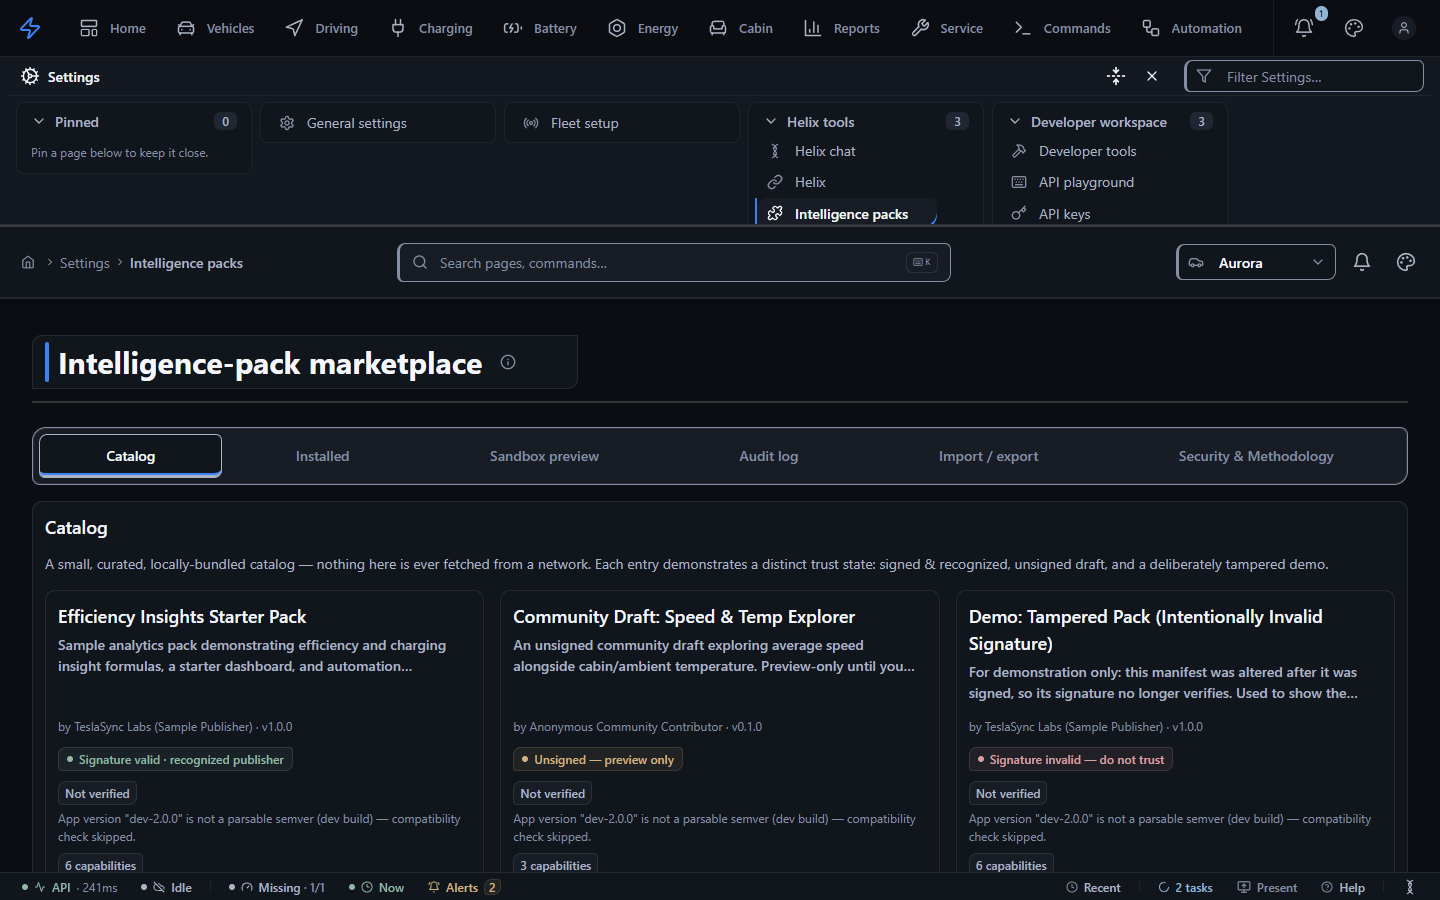 Home
Vehicles
Driving
Charging
Battery
Energy
Cabin
Reports
Service
Commands
Automation
1
Settings
Filter Settings...
Pinned
0
Pin a page below to keep it close.
General settings
Fleet setup
Helix tools
3
Helix chat
Helix
Intelligence packs
Developer workspace
3
Developer tools
API playground
API keys
Settings
Intelligence packs
Search pages, commands...
K
Aurora
Intelligence-pack marketplace
Catalog
Installed
Sandbox preview
Audit log
Import / export
Security & Methodology
Catalog
A small, curated, locally-bundled catalog — nothing here is ever fetched from a network. Each entry demonstrates a distinct trust state: signed & recognized, unsigned draft, and a deliberately tampered demo.
Efficiency Insights Starter Pack
Sample analytics pack demonstrating efficiency and charging
insight formulas, a starter dashboard, and automation...
by TeslaSync Labs (Sample Publisher) · v1.0.0
Signature valid · recognized publisher
Not verified
App version "dev-2.0.0" is not a parsable semver (dev build) — compatibility
check skipped.
6 capabilities
Community Draft: Speed & Temp Explorer
An unsigned community draft exploring average speed
alongside cabin/ambient temperature. Preview-only until you...
by Anonymous Community Contributor · v0.1.0
Unsigned — preview only
Not verified
App version "dev-2.0.0" is not a parsable semver (dev build) — compatibility
check skipped.
3 capabilities
Demo: Tampered Pack (Intentionally Invalid
Signature)
For demonstration only: this manifest was altered after it was
signed, so its signature no longer verifies. Used to show the...
by TeslaSync Labs (Sample Publisher) · v1.0.0
Signature invalid — do not trust
Not verified
App version "dev-2.0.0" is not a parsable semver (dev build) — compatibility
check skipped.
6 capabilities
API · 241ms
Idle
Missing · 1/1
Now
Alerts 2
Recent
2 tasks
Present
Help